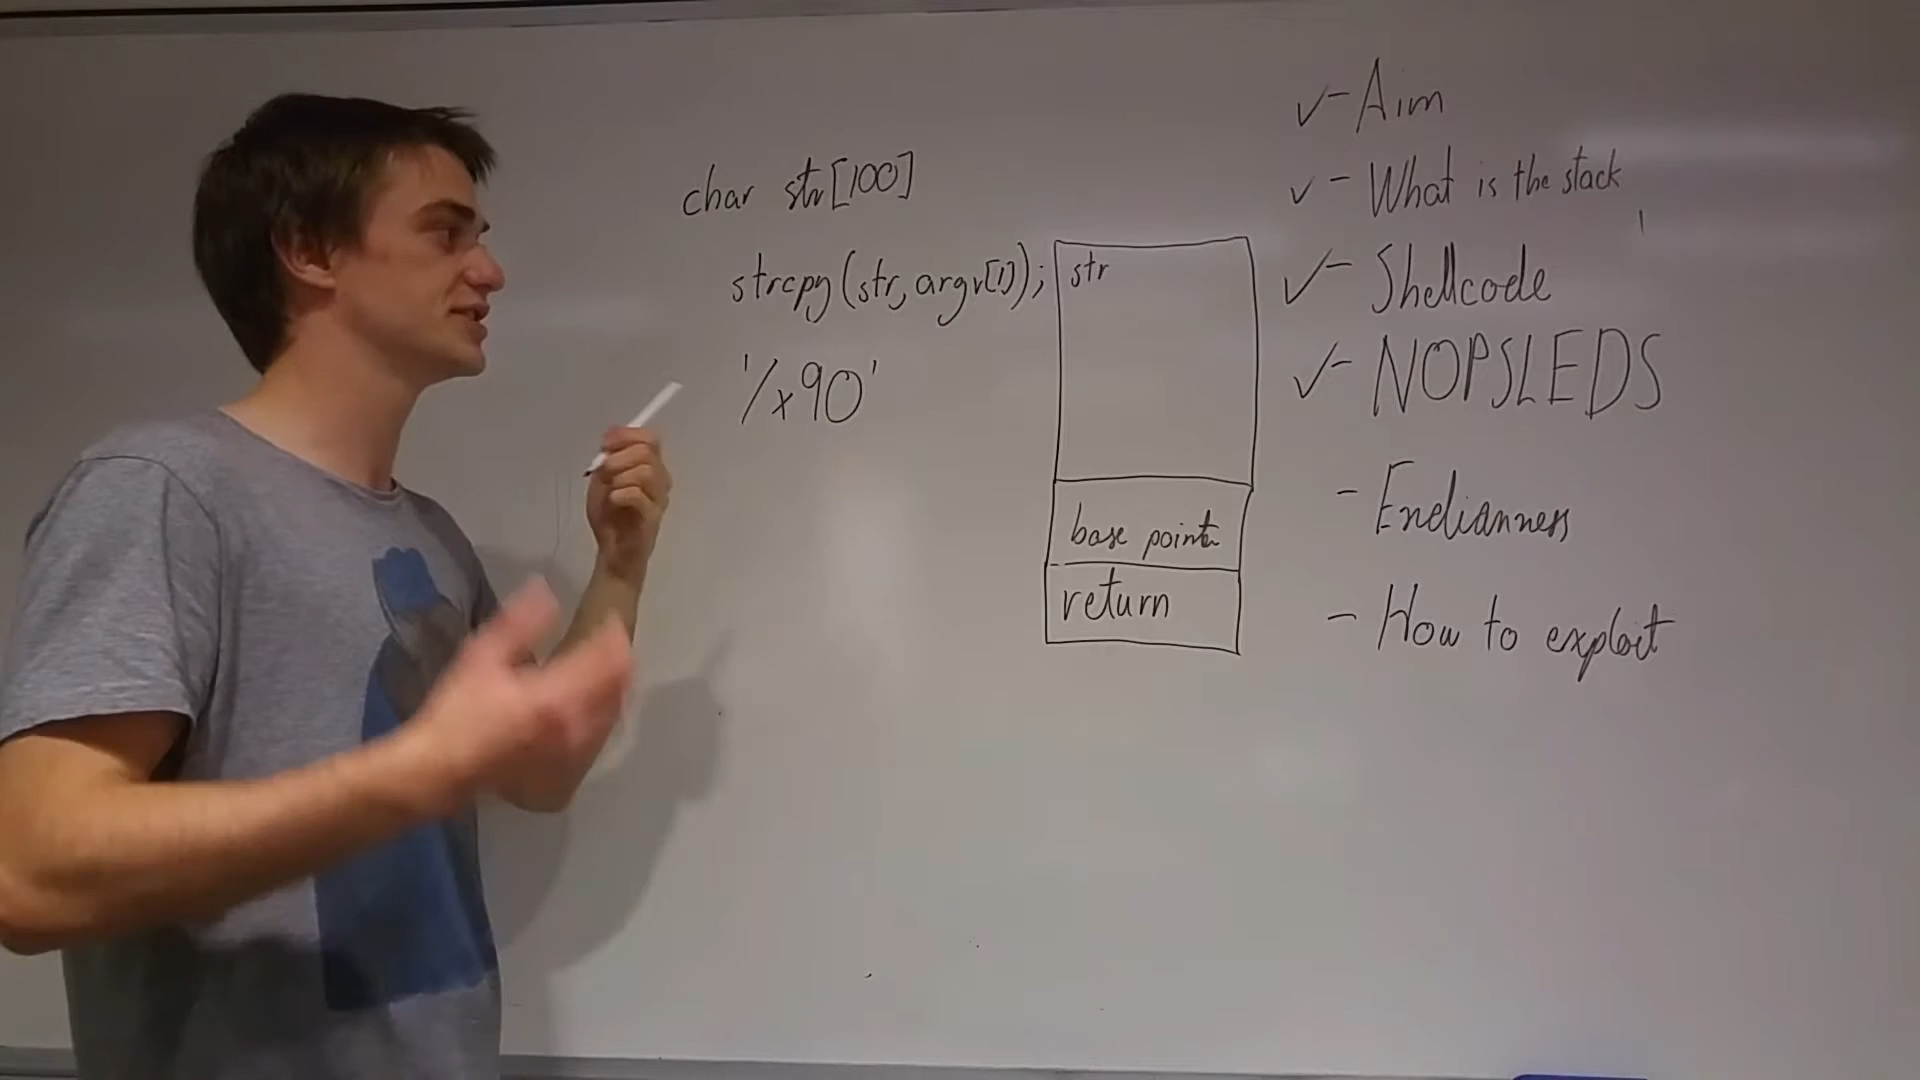 char str[100]
strcpy(str,argv[1]);
'/x90'
str
base pointer
return
✓- Aim
✓- What is the stack
✓- Shellcode
✓- NOPSLEDS
- Endianness
- How to exploit